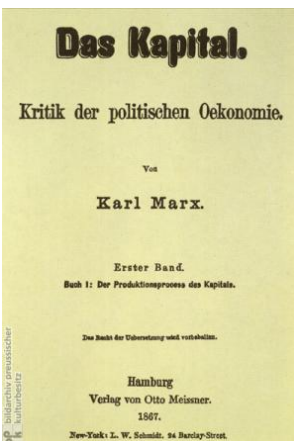 Das Kapital.
Kritik der politischen Oekonomie.
Von
Karl Marx.
Erster Band.
Buch I: Der Produktionsprocess des Kapitals.
Das Recht der Uebersetzung wird vorbehalten.
Hamburg
Verlag von Otto Meissner.
1867.
New-York: L. W. Schmidt. 24 Barclay-Street.
bildarchiv preussischer
kulturbesitz